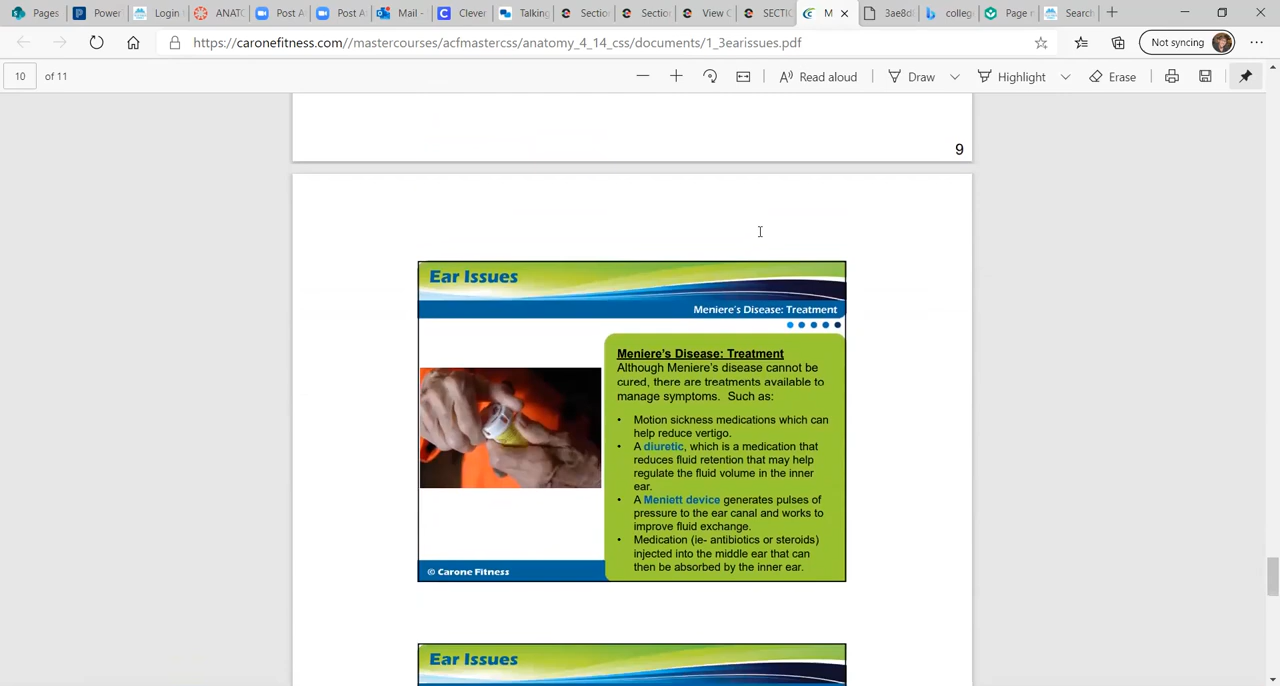 Pages
Power
Login
ANATO
Post A
Post A
Mail -
Clever
Talking
Section
Section
View C
SECTIO
M
3ae8d
colleg
Page n
Search
https://caronefitness.com//mastercourses/acfmastercss/anatomy_4_14_css/documents/1_3earissues.pdf
Not syncing
10 of 11
Read aloud
Draw
Highlight
Erase
9
Ear Issues
Meniere's Disease: Treatment
Meniere's Disease: Treatment
Although Meniere's disease cannot be
cured, there are treatments available to
manage symptoms. Such as:
• Motion sickness medications which can
help reduce vertigo.
• A diuretic, which is a medication that
reduces fluid retention that may help
regulate the fluid volume in the inner
ear.
• A Meniett device generates pulses of
pressure to the ear canal and works to
improve fluid exchange.
• Medication (ie- antibiotics or steroids)
injected into the middle ear that can
then be absorbed by the inner ear.
© Carone Fitness
Ear Issues